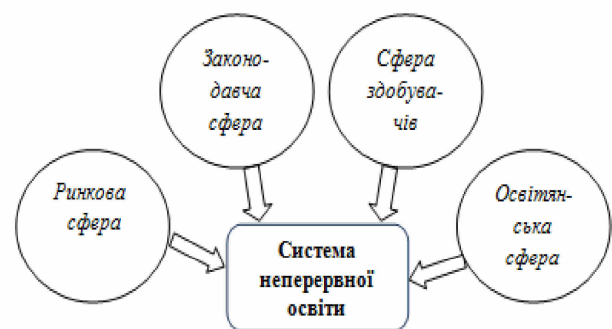 Ринкова
сфера
Законо-
давча
сфера
Сфера
здобува-
чів
Освітян-
ська
сфера
Система
неперервної
освіти